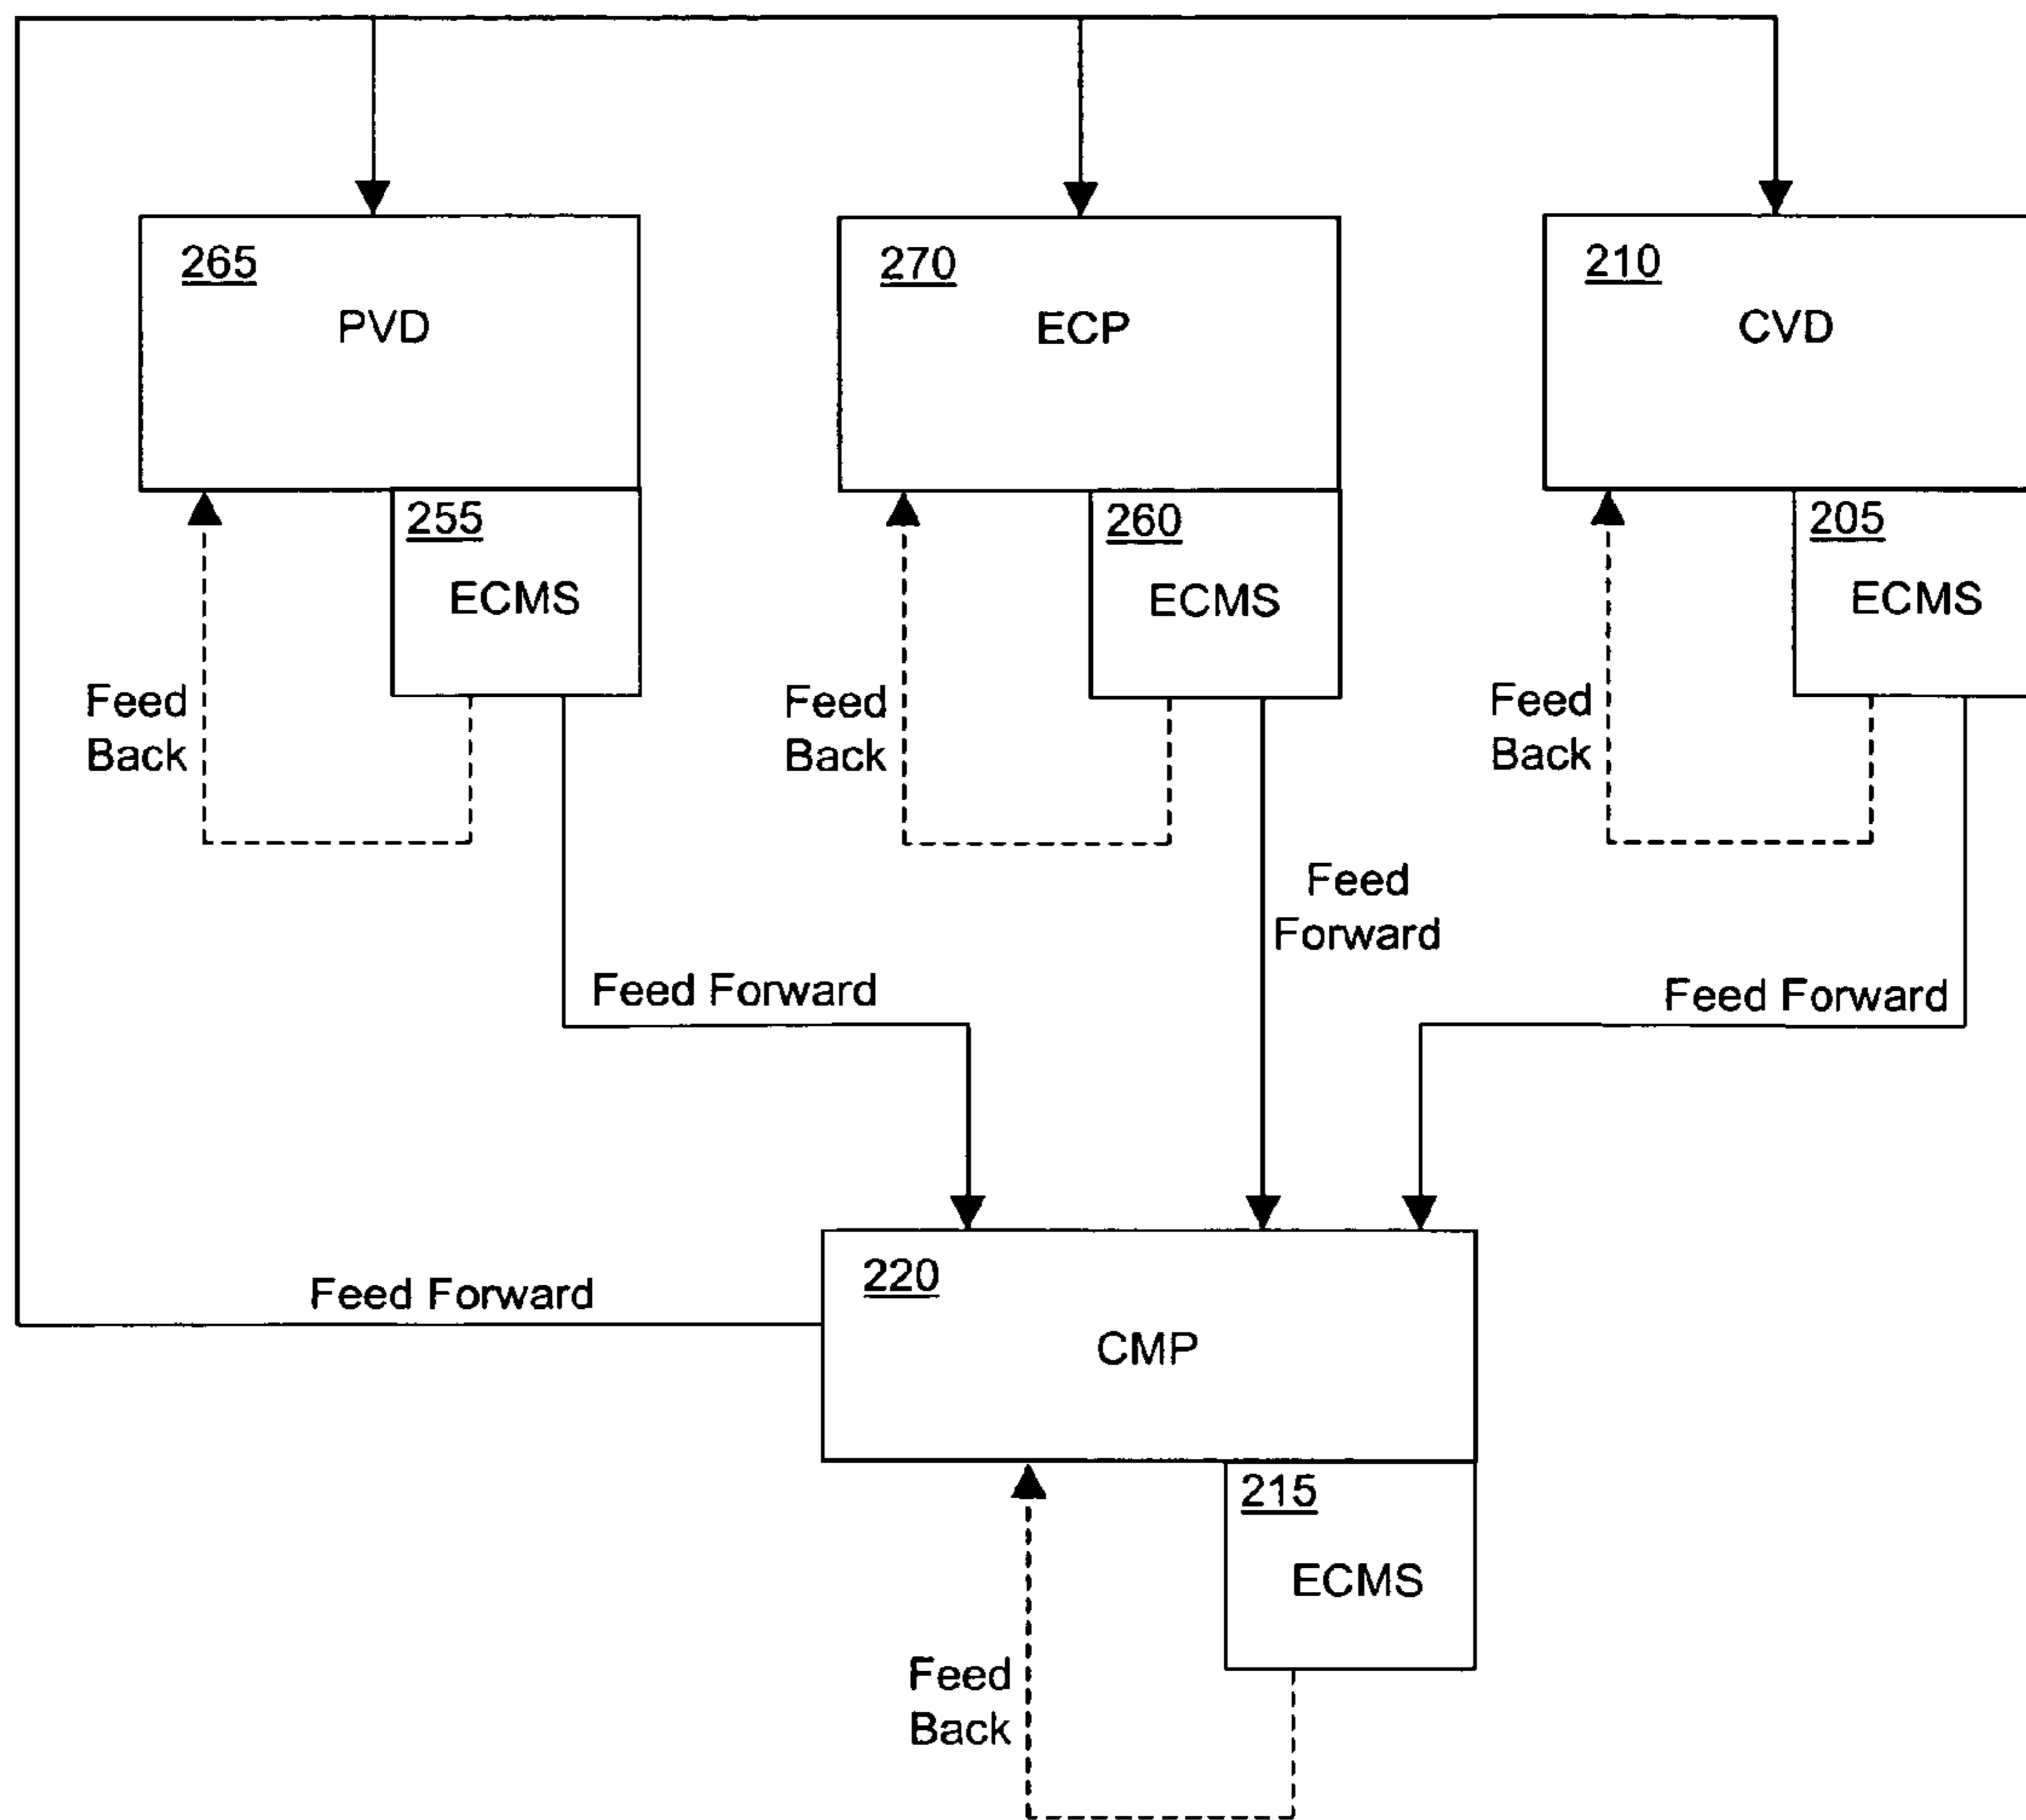 265
PVD
270
ECP
210
CVD
255
ECMS
260
ECMS
205
ECMS
Feed
Back
Feed
Back
Feed
Back
Feed
Forward
Feed Forward
Feed Forward
220
CMP
Feed Forward
215
ECMS
Feed
Back